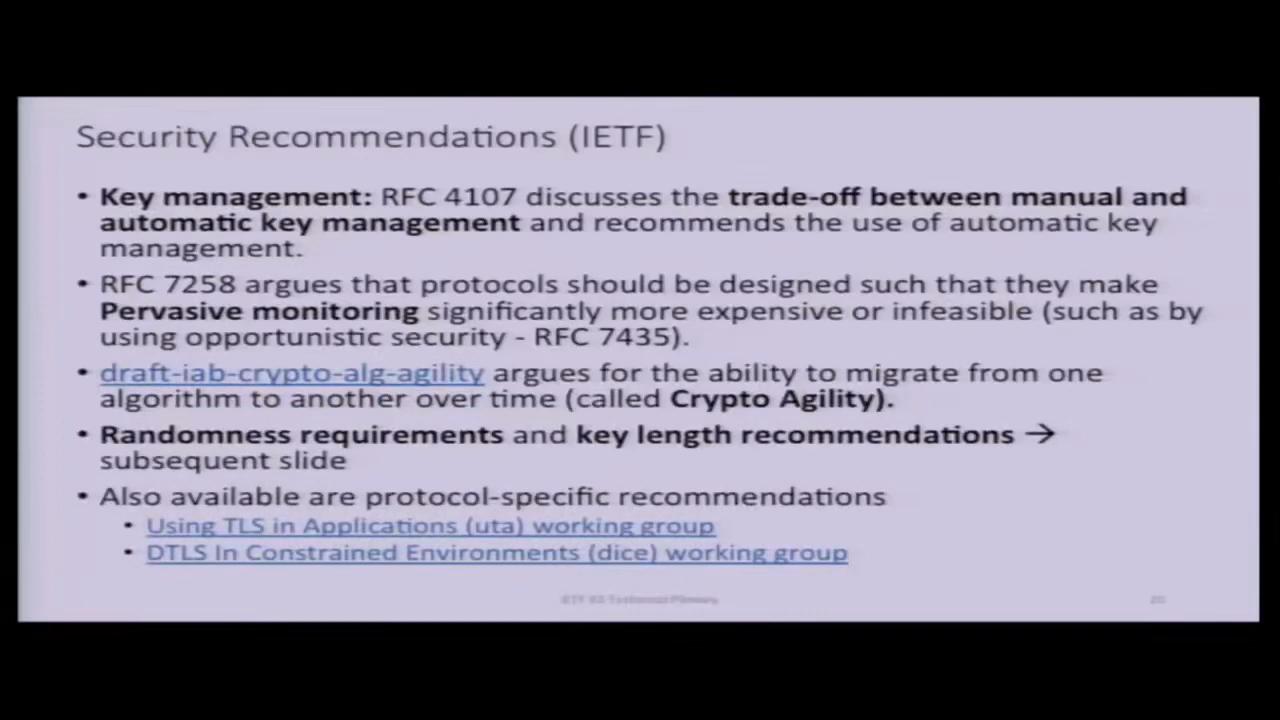 Security Recommendations (IETF)
• Key management: RFC 4107 discusses the trade-off between manual and
automatic key management and recommends the use of automatic key
management.
• RFC 7258 argues that protocols should be designed such that they make
Pervasive monitoring significantly more expensive or infeasible (such as by
using opportunistic security - RFC 7435).
• draft-iab-crypto-alg-agility argues for the ability to migrate from one
algorithm to another over time (called Crypto Agility).
• Randomness requirements and key length recommendations →
subsequent slide
• Also available are protocol-specific recommendations
• Using TLS in Applications (uta) working group
• DTLS In Constrained Environments (dice) working group
IETF Technical Plenary